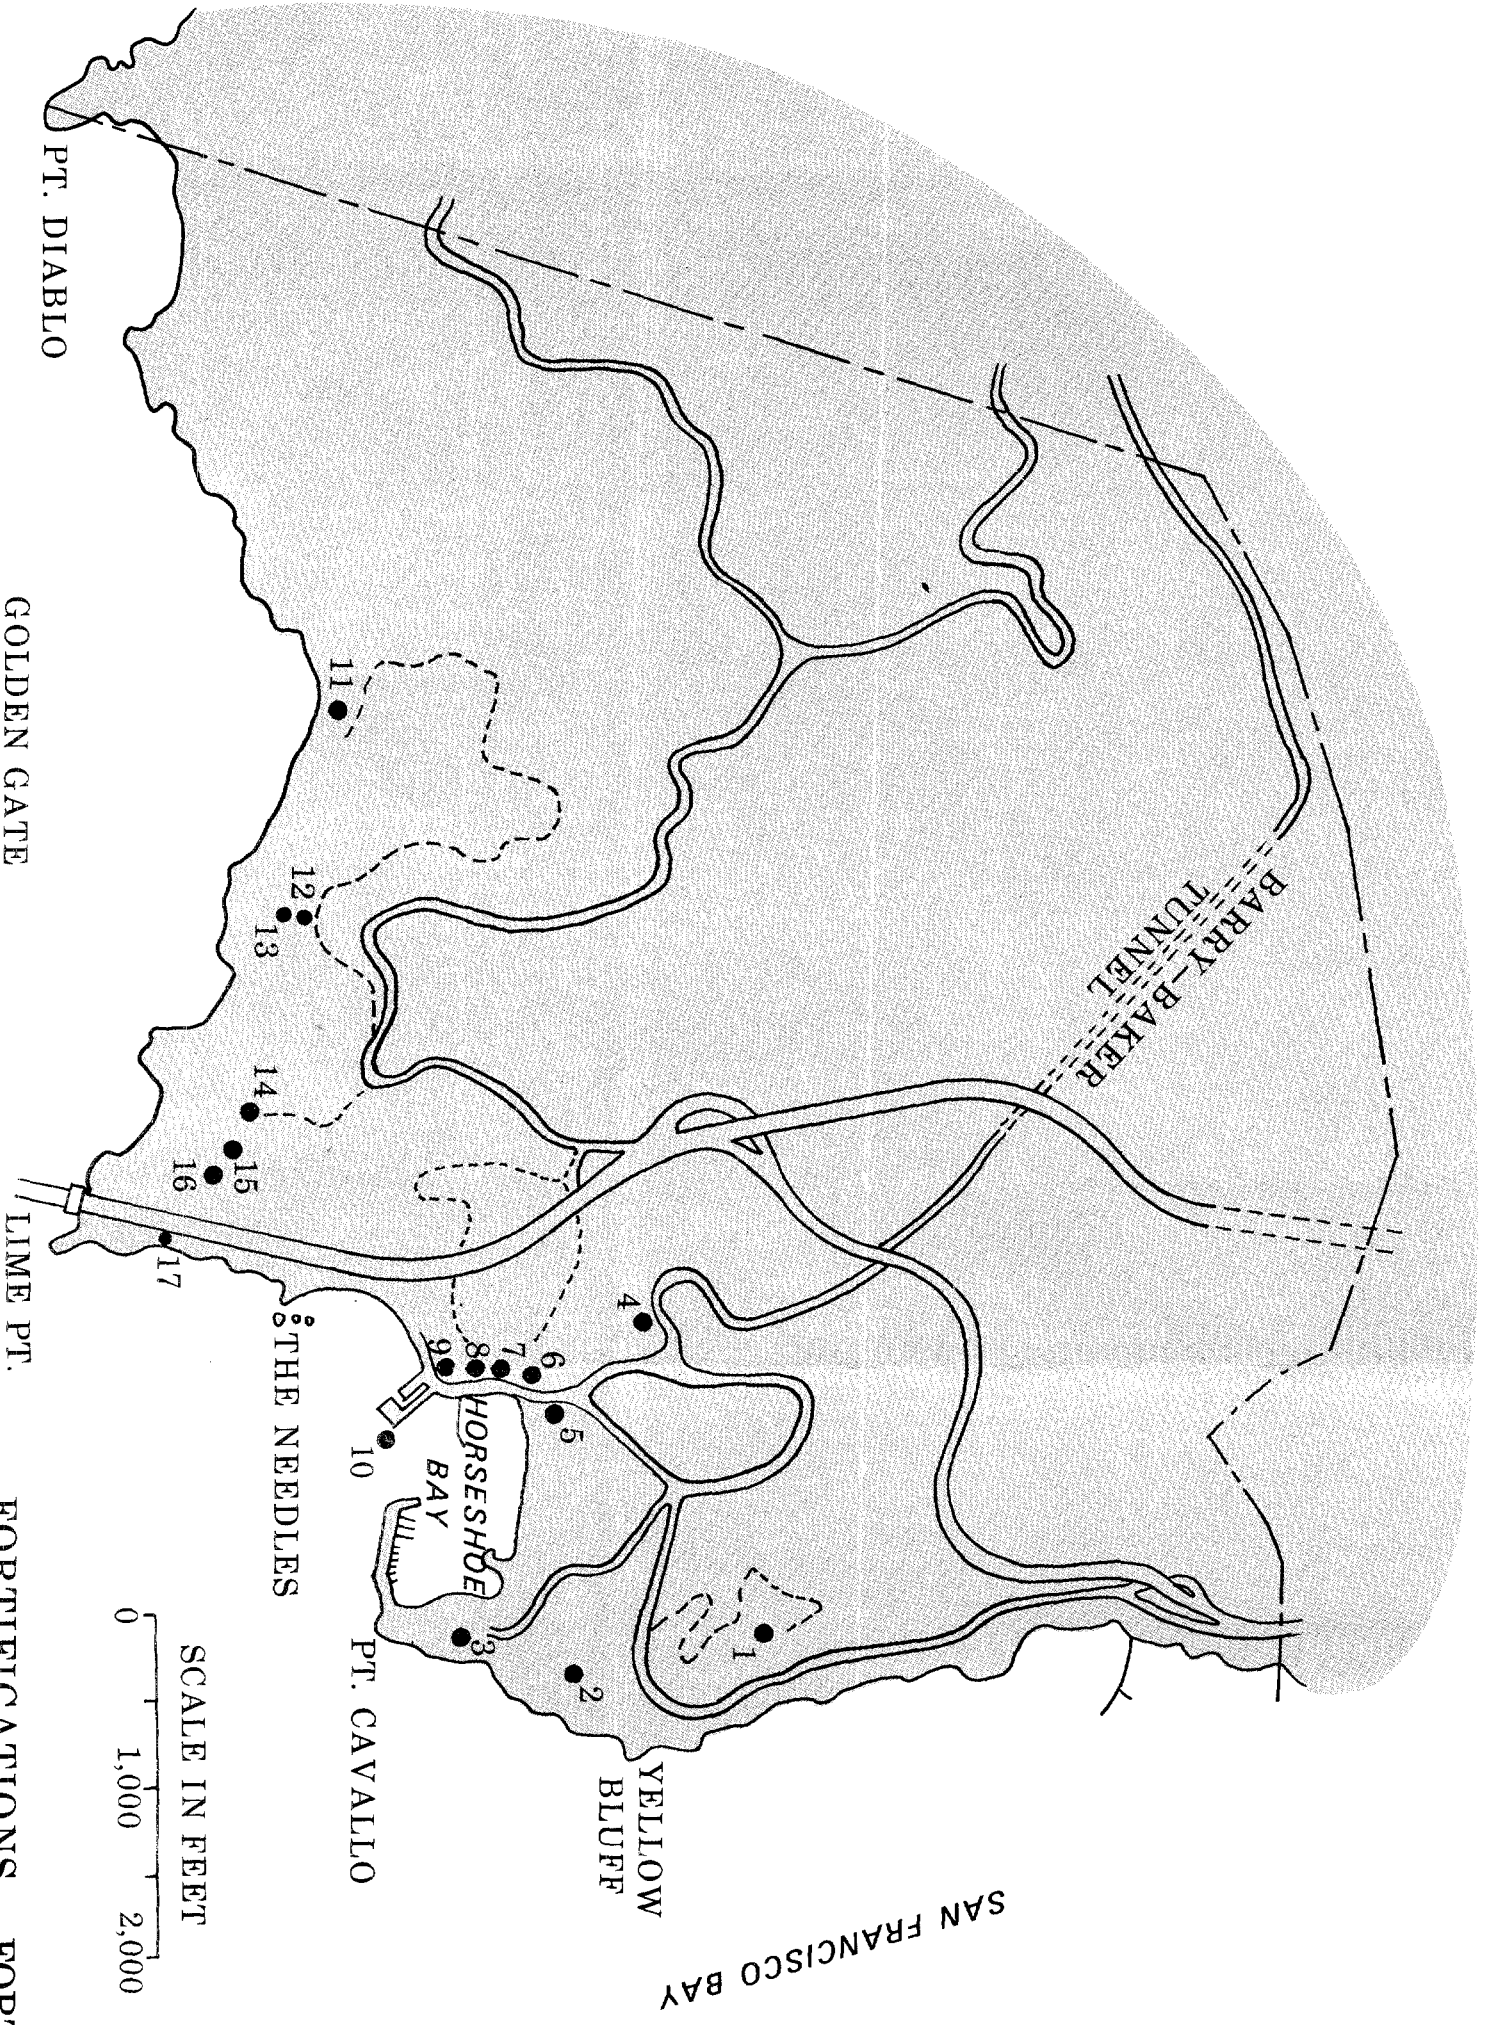 BARRY-BAKER
TUNNEL
11
12
13
14
15
16
17
4
9
8
7
6
5
10
1
2
3
HORSESHOE
BAY
PT. DIABLO
GOLDEN GATE
LIME PT.
THE NEEDLES
PT. CAVALLO
YELLOW
BLUFF
SAN FRANCISCO BAY
SCALE IN FEET
0 1,000 2,000
FORTIFICATIONS